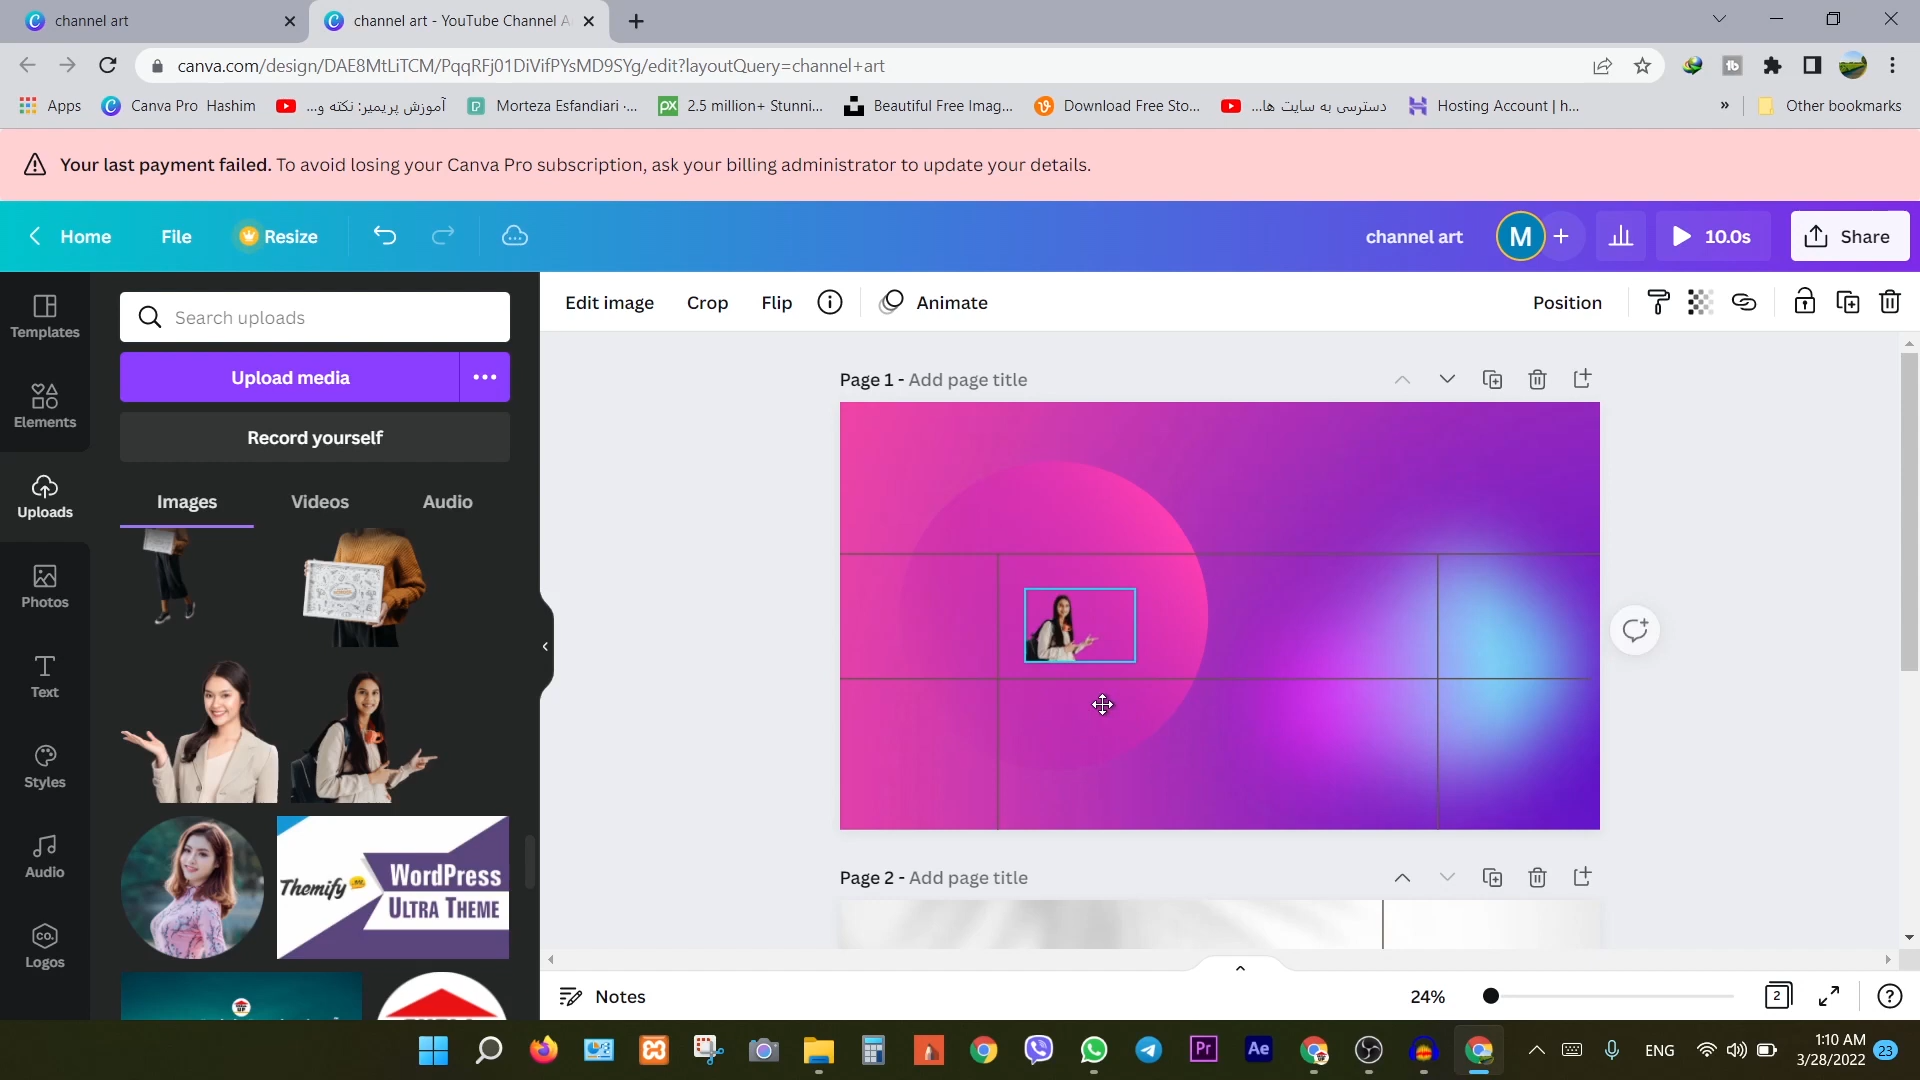 channel art
channel art - YouTube Channel A
canva.com/design/DAE8MtLiTCM/PqqRFj01DiVifPYsMD9SYg/edit?layoutQuery=channel+art
Apps
Canva Pro Hashim
آموزش پریمیر: نکته و...
Morteza Esfandiari -...
2.5 million+ Stunni...
Beautiful Free Imag...
Download Free Sto...
دسترسی به سایت ها...
Hosting Account | h...
»
Other bookmarks
Your last payment failed. To avoid losing your Canva Pro subscription, ask your billing administrator to update your details.
Home
File
Resize
channel art
M
10.0s
Share
Templates
Elements
Uploads
Photos
Text
Styles
Audio
Logos
Search uploads
Upload media
Record yourself
Images
Videos
Audio
Themify
WordPress
Ultra Theme
Edit image
Crop
Flip
Animate
Position
Page 1 - Add page title
Page 2 - Add page title
Notes
24%
2
ENG
1:10 AM
3/28/2022
23